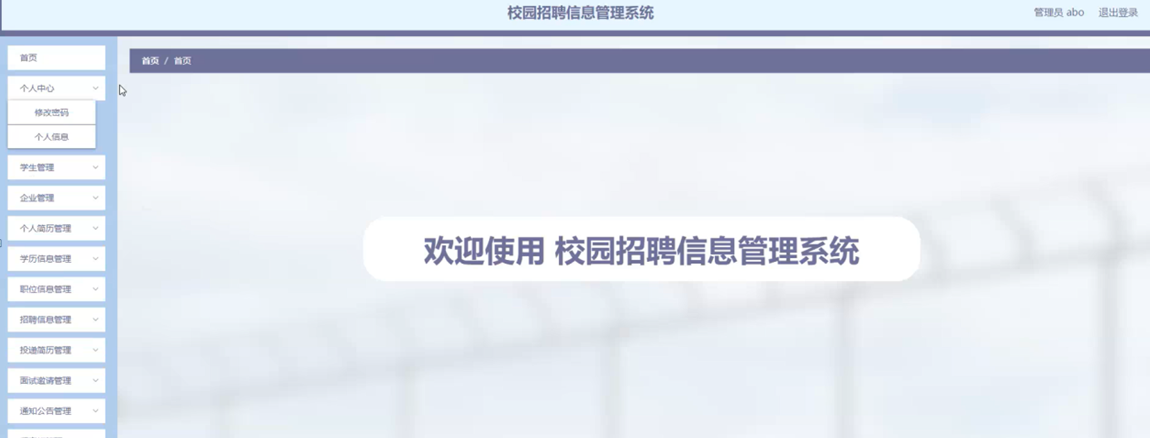 校园招聘信息管理系统
管理员 abo 退出登录
首页
首页 / 首页
个人中心
修改密码
个人信息
学生管理
企业管理
个人简历管理
学历信息管理
职位信息管理
招聘信息管理
投递简历管理
面试邀请管理
通知公告管理
欢迎使用 校园招聘信息管理系统